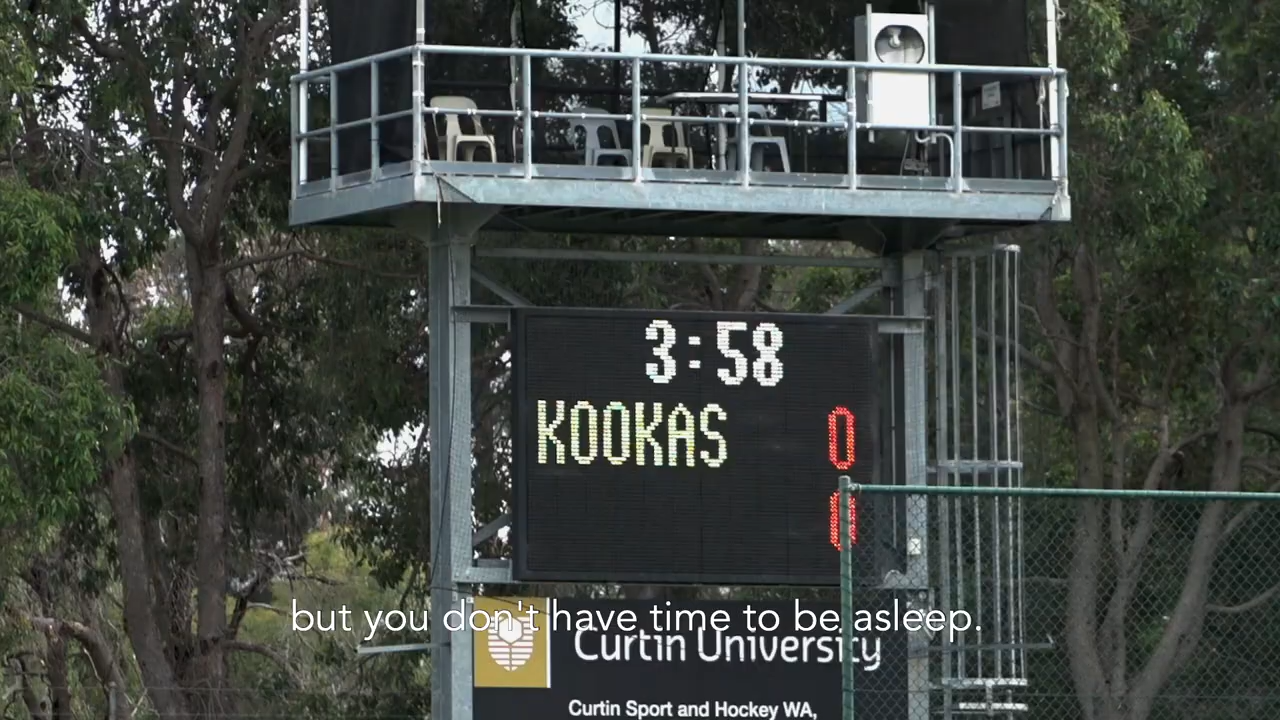 3:58
KOOKAS 0
0
but you don't have time to be asleep.
Curtin University
Curtin Sport and Hockey WA,